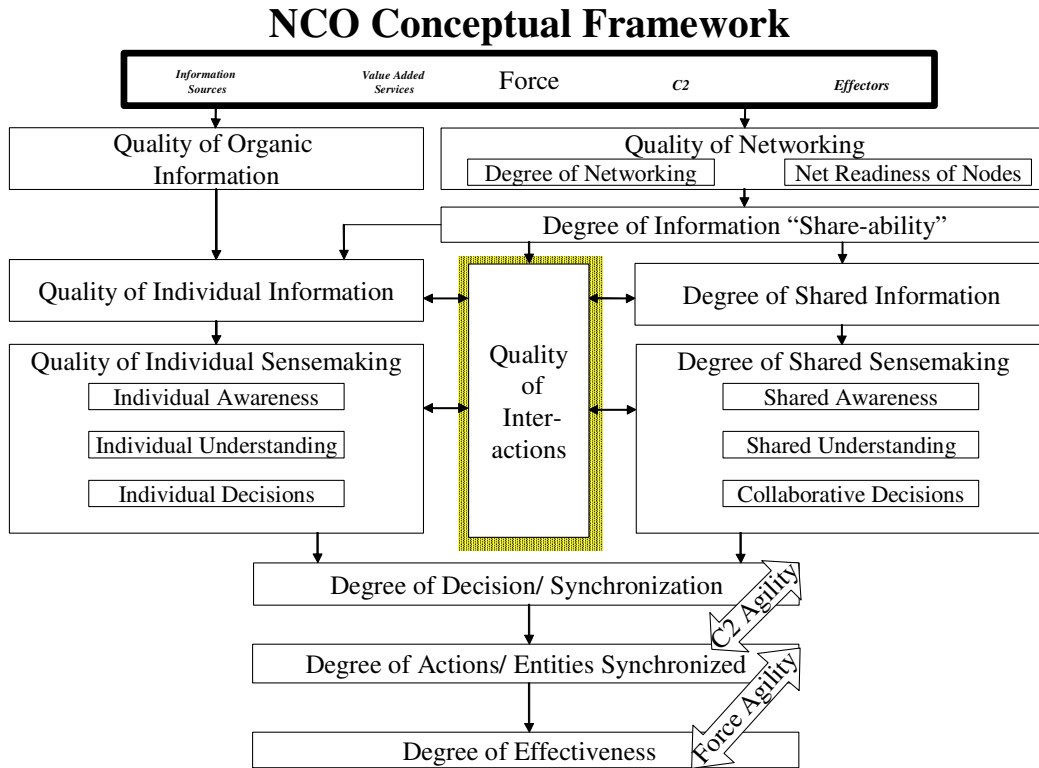 NCO Conceptual Framework
Information
Sources
Value Added
Services
Force
C2
Effectors
Quality of Organic
Information
Quality of Networking
Degree of Networking
Net Readiness of Nodes
Degree of Information “Share-ability”
Quality of Individual Information
Degree of Shared Information
Quality of Individual Sensemaking
Individual Awareness
Individual Understanding
Individual Decisions
Quality
of
Inter-
actions
Degree of Shared Sensemaking
Shared Awareness
Shared Understanding
Collaborative Decisions
Degree of Decision/ Synchronization
C2 Agility
Degree of Actions/ Entities Synchronized
Force Agility
Degree of Effectiveness